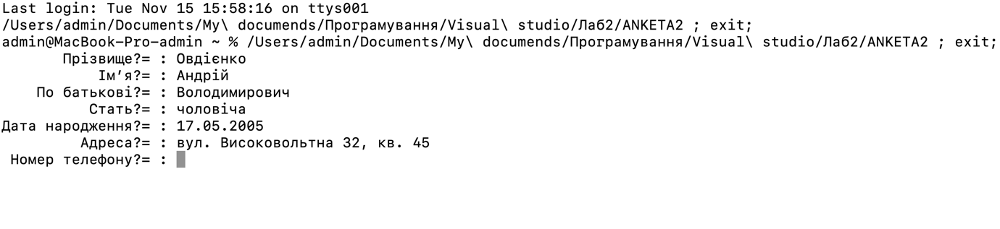 Last login: Tue Nov 15 15:58:16 on ttys001
/Users/admin/Documents/My\ documends/Програмування/Visual\ studio/Лаб2/ANKETA2 ; exit;
admin@MacBook-Pro-admin ~ % /Users/admin/Documents/My\ documends/Програмування/Visual\ studio/Лаб2/ANKETA2 ; exit;
Прізвище?= : Овдієнко
Ім’я?= : Андрій
По батькові?= : Володимирович
Стать?= : чоловіча
Дата народження?= : 17.05.2005
Адреса?= : вул. Високовольтна 32, кв. 45
Номер телефону?= :